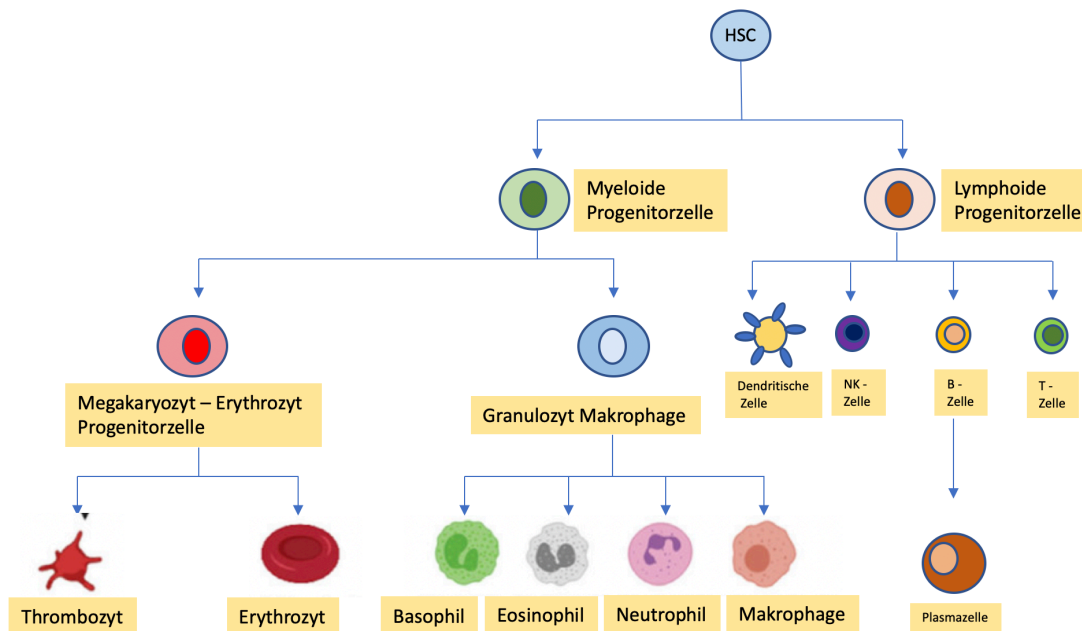 HSC
Myeloide
Progenitorzelle
Lymphoide
Progenitorzelle
Megakaryozyt – Erythrozyt
Progenitorzelle
Granulozyt Makrophage
Dendritische
Zelle
NK -
Zelle
B -
Zelle
T -
Zelle
Thrombozyt
Erythrozyt
Basophil
Eosinophil
Neutrophil
Makrophage
Plasmazelle